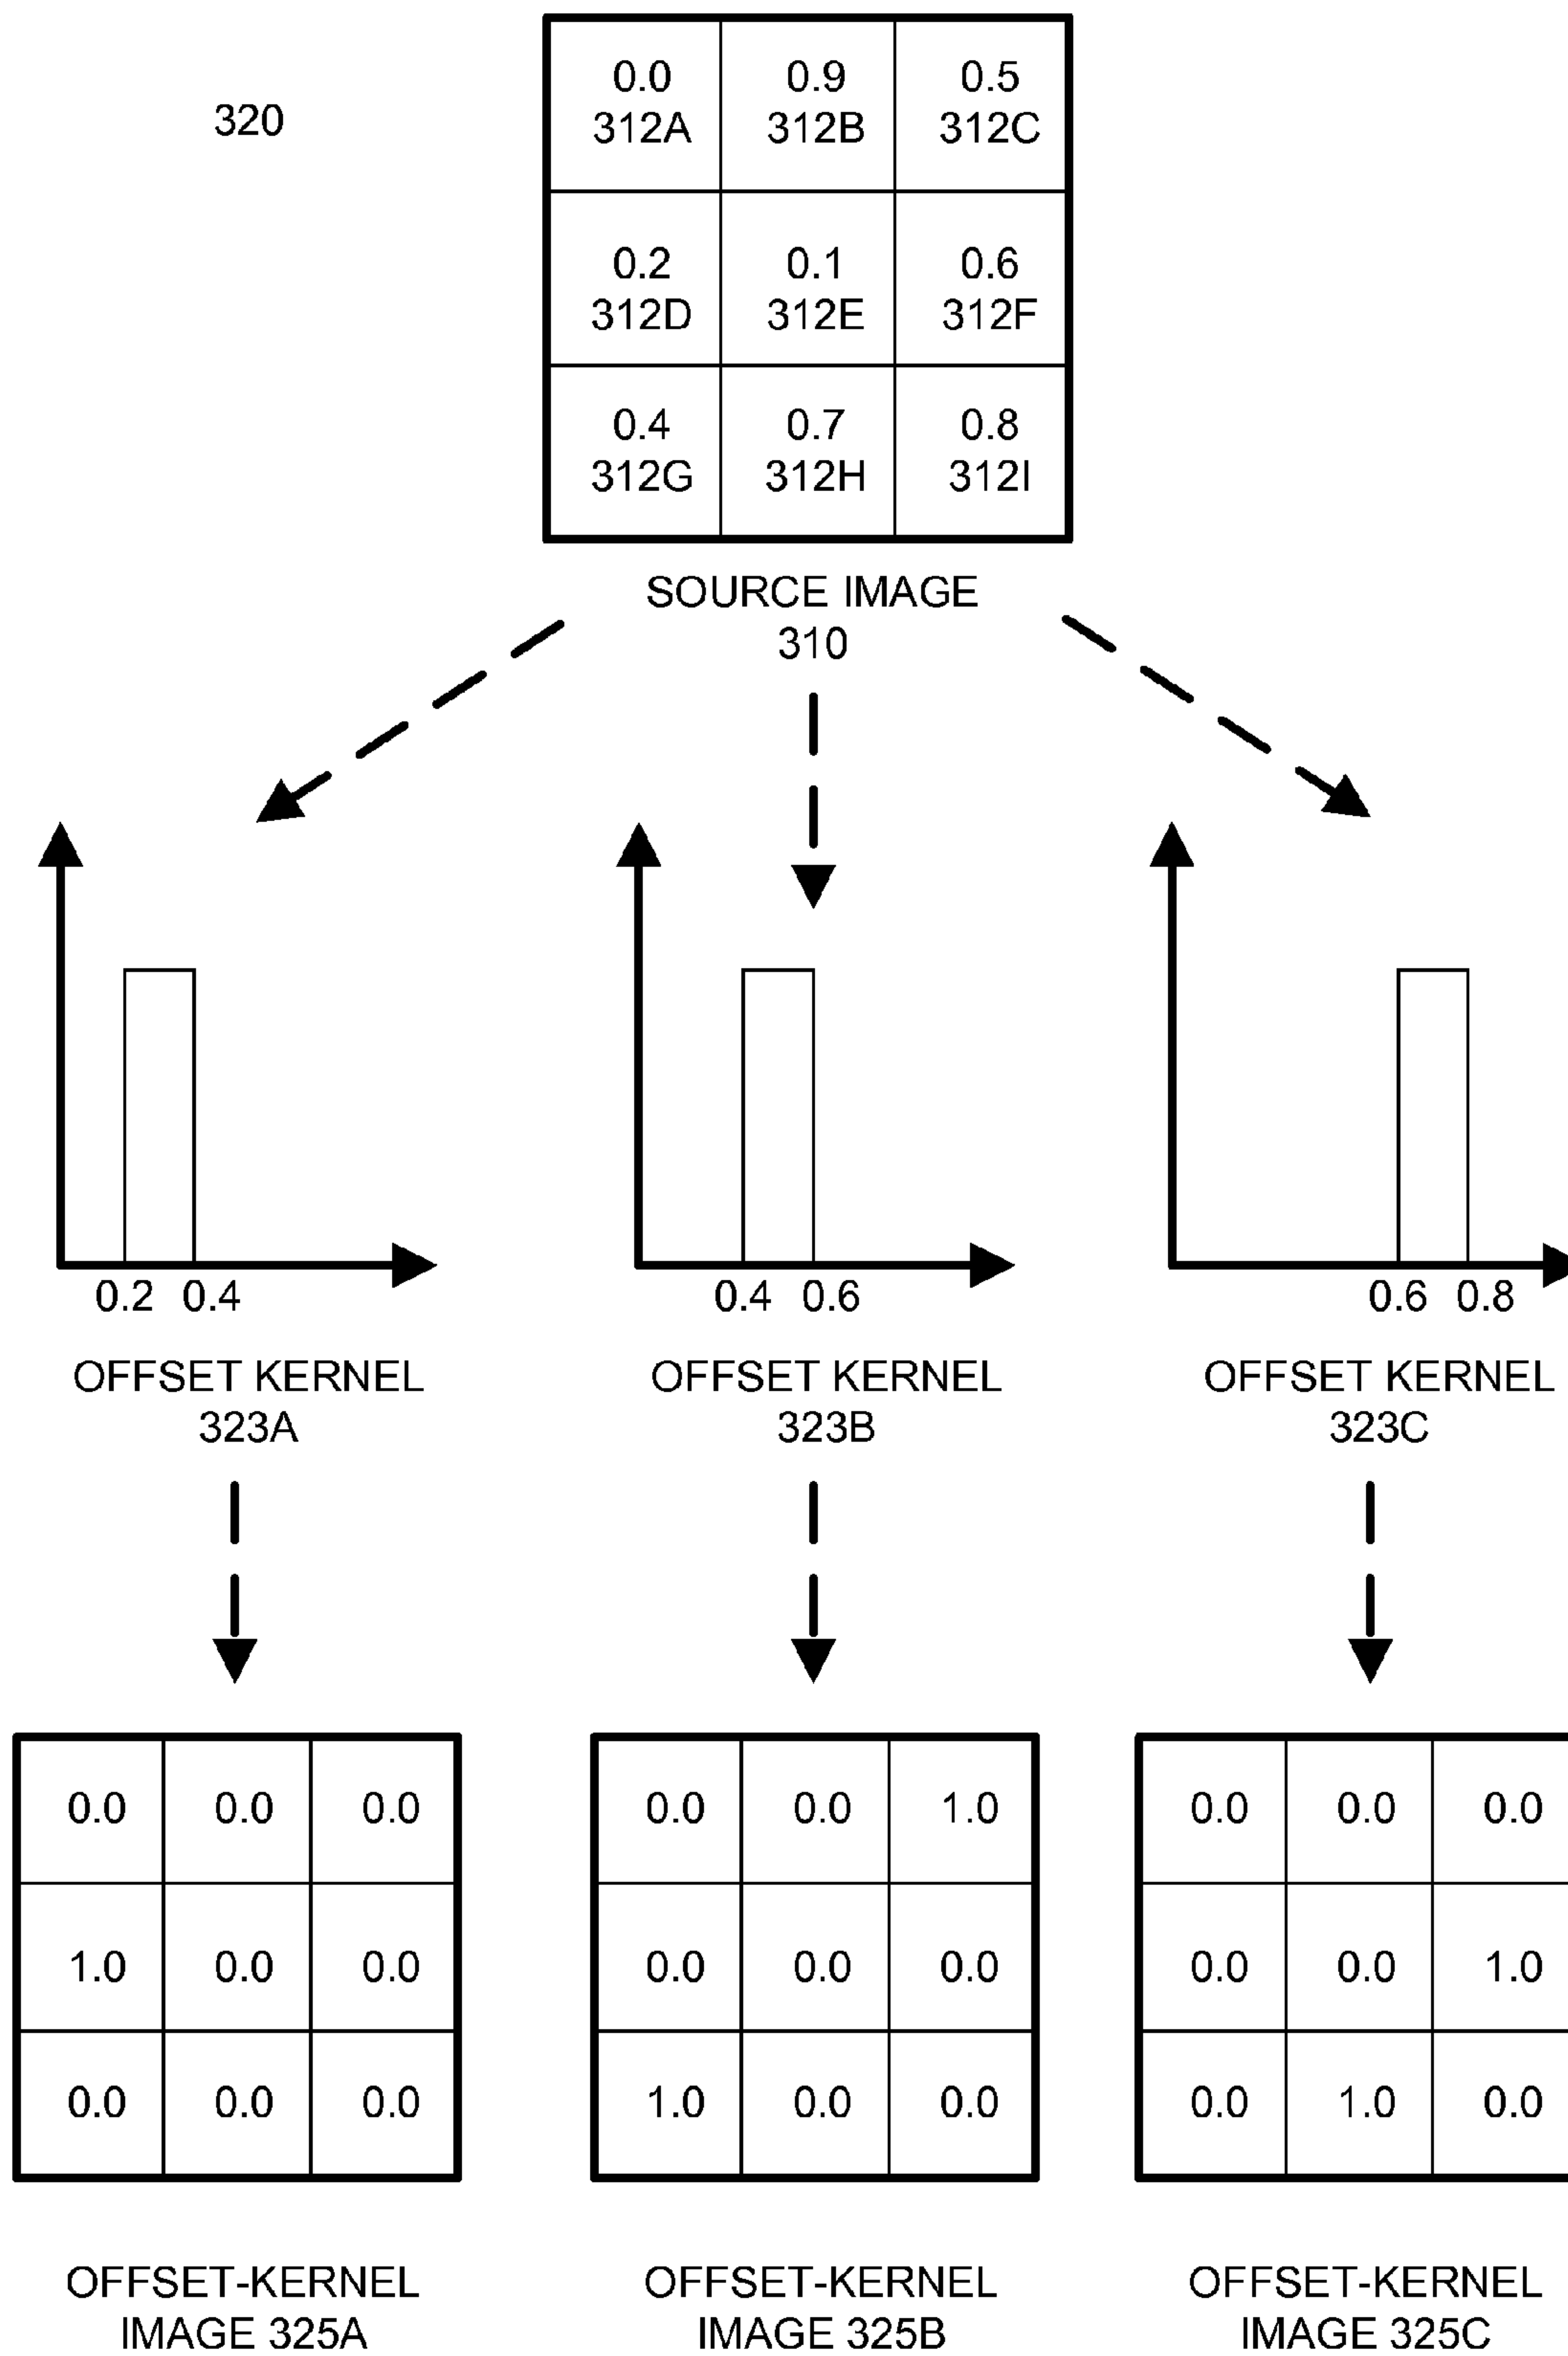 320
0.0 0.9 0.5
312A 312B 312C
0.2 0.1 0.6
312D 312E 312F
0.4 0.7 0.8
312G 312H 312I
SOURCE IMAGE
310
0.2 0.4
0.4 0.6
0.6 0.8
OFFSET KERNEL
323A
OFFSET KERNEL
323B
OFFSET KERNEL
323C
0.0 0.0 0.0
1.0 0.0 0.0
0.0 0.0 0.0
0.0 0.0 1.0
0.0 0.0 0.0
1.0 0.0 0.0
0.0 0.0 0.0
0.0 0.0 1.0
0.0 1.0 0.0
OFFSET-KERNEL
IMAGE 325A
OFFSET-KERNEL
IMAGE 325B
OFFSET-KERNEL
IMAGE 325C